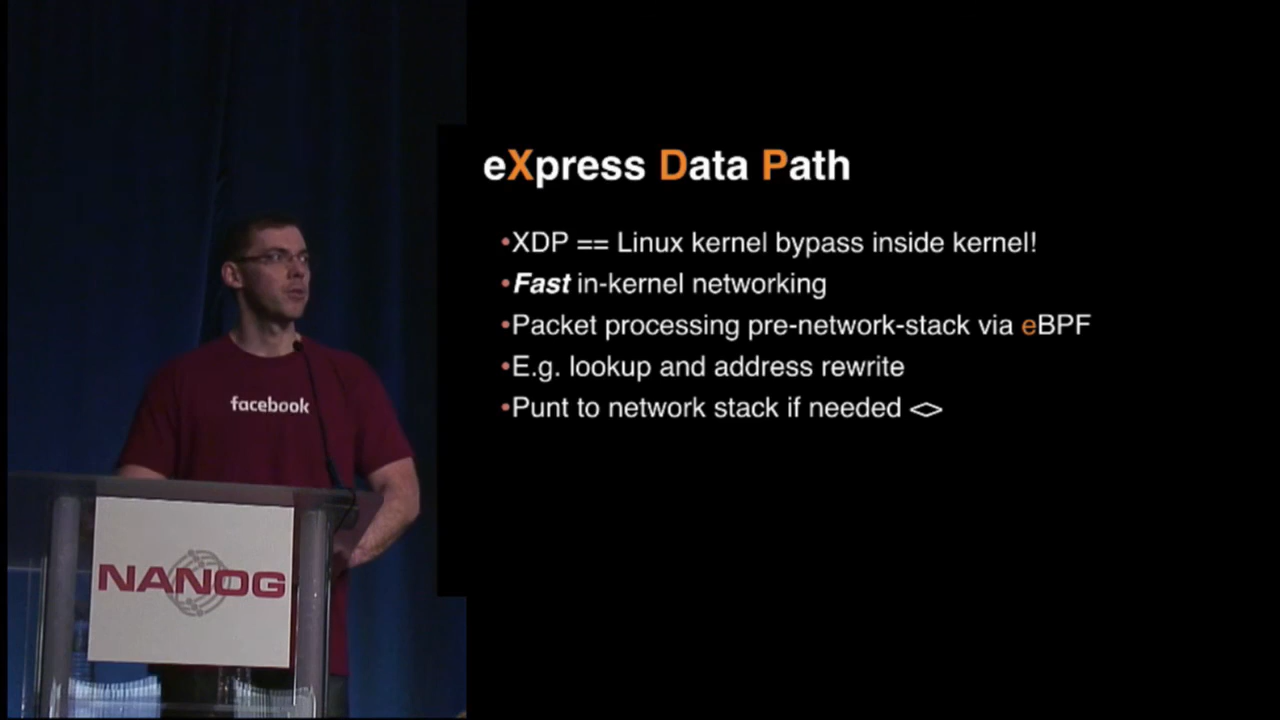 eXpress Data Path
•XDP == Linux kernel bypass inside kernel!
•Fast in-kernel networking
•Packet processing pre-network-stack via eBPF
•E.g. lookup and address rewrite
•Punt to network stack if needed <>
facebook
NANOG